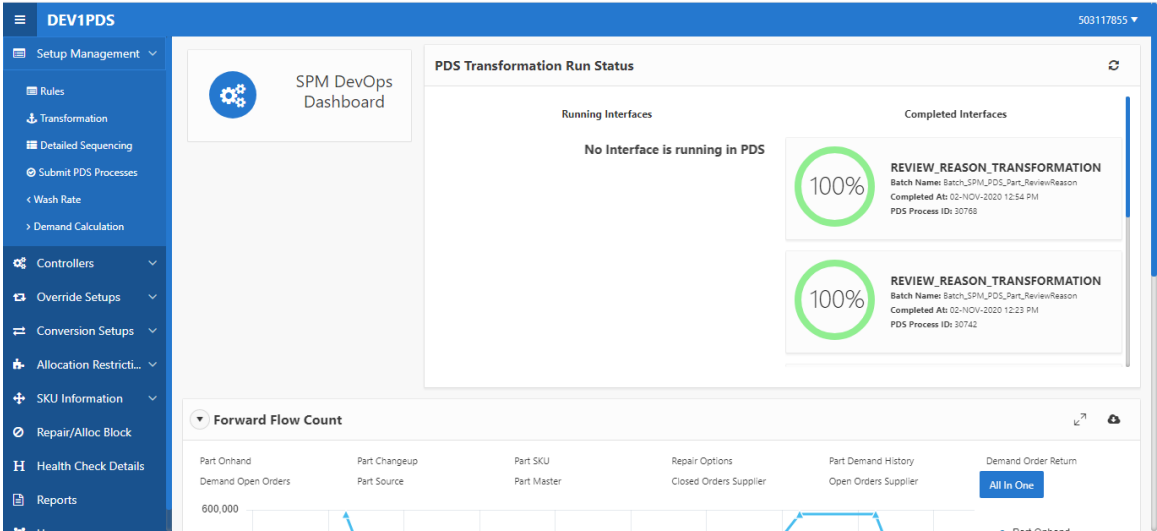 DEV1PDS
503117855
Setup Management
Rules
Transformation
Detailed Sequencing
Submit PDS Processes
Wash Rate
Demand Calculation
Controllers
Override Setups
Conversion Setups
Allocation Restricti...
SKU Information
Repair/Alloc Block
Health Check Details
Reports
SPM DevOps
Dashboard
PDS Transformation Run Status
Running Interfaces
No Interface is running in PDS
Completed Interfaces
100%
REVIEW_REASON_TRANSFORMATION
Batch Name: Batch_SPM_PDS_Part_ReviewReason
Completed At: 02-NOV-2020 12:54 PM
PDS Process ID: 30768
100%
REVIEW_REASON_TRANSFORMATION
Batch Name: Batch_SPM_PDS_Part_ReviewReason
Completed At: 02-NOV-2020 12:23 PM
PDS Process ID: 30742
Forward Flow Count
Part Onhand Part Changeup Part SKU Repair Options Part Demand History Demand Order Return
Demand Open Orders Part Source Part Master Closed Orders Supplier Open Orders Supplier All In One
600,000
Part Onhand